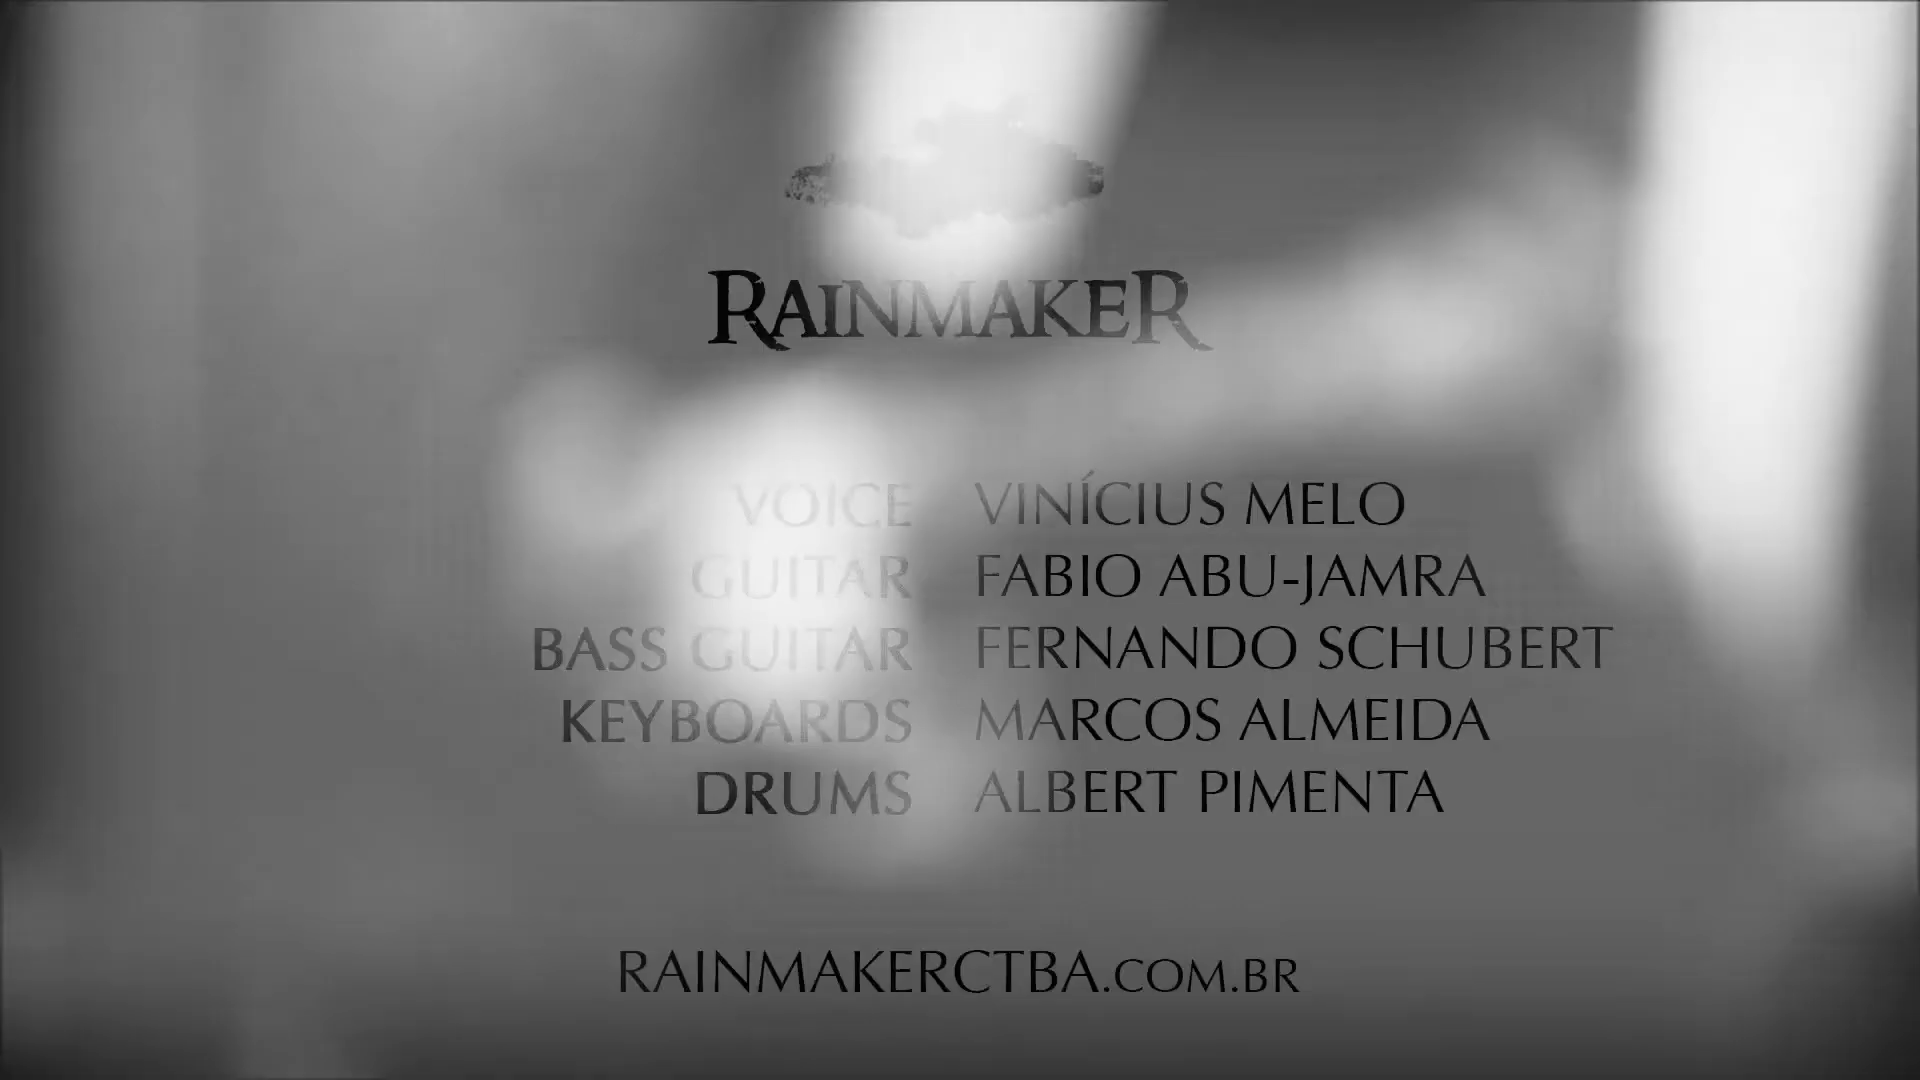 RAINMAKER
VOICE VINÍCIUS MELO
GUITAR FABIO ABU-JAMRA
BASS GUITAR FERNANDO SCHUBERT
KEYBOARDS MARCOS ALMEIDA
DRUMS ALBERT PIMENTA
RAINMAKERCTBA.COM.BR